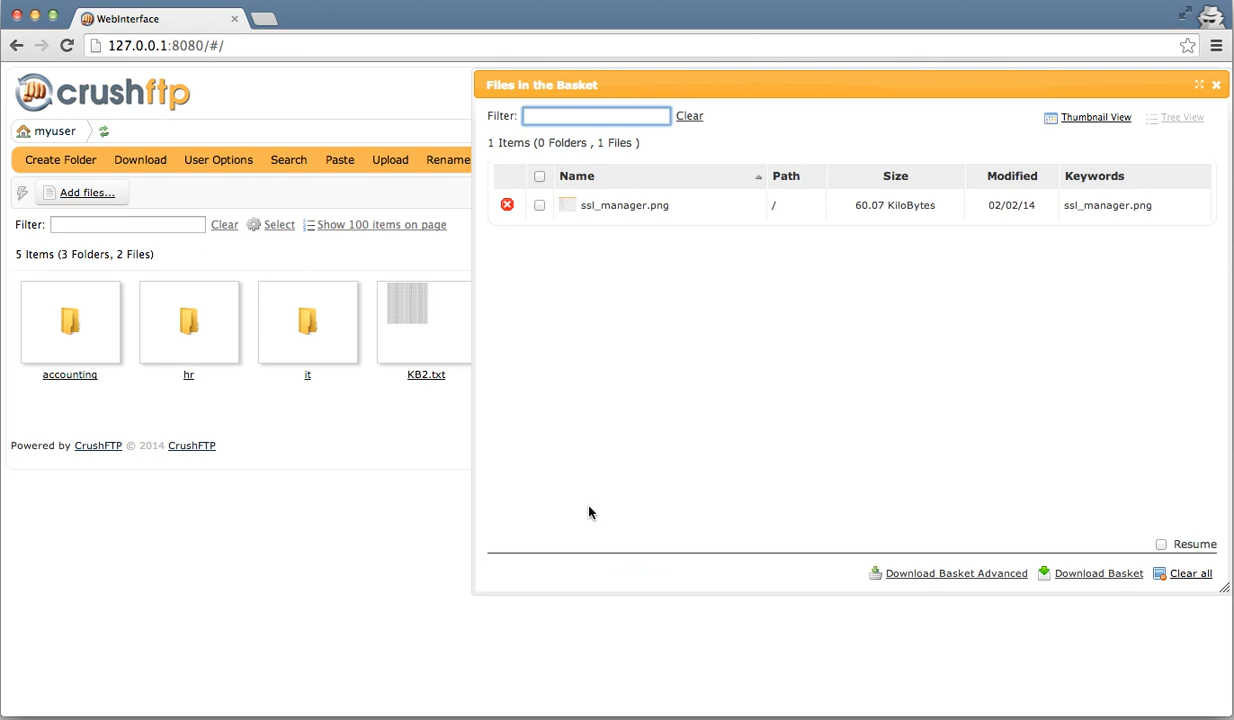 WebInterface
127.0.0.1:8080/#/
crushftp
myuser
Create Folder Download User Options Search Paste Upload Rename
Add files...
Filter: Clear Select Show 100 items on page
5 Items (3 Folders, 2 Files)
accounting hr it KB2.txt
Powered by CrushFTP © 2014 CrushFTP
Files in the Basket
Filter: Clear Thumbnail View Tree View
1 Items (0 Folders , 1 Files )
Name Path Size Modified Keywords
ssl_manager.png / 60.07 KiloBytes 02/02/14 ssl_manager.png
Resume
Download Basket Advanced Download Basket Clear all